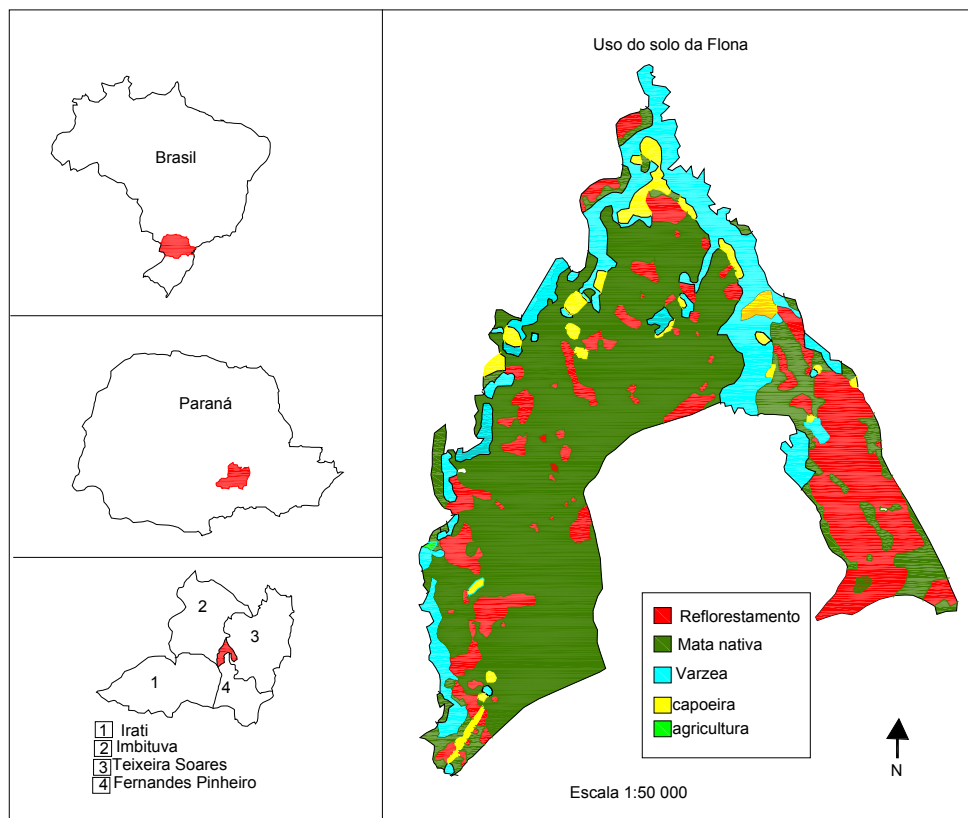 Brasil
Paraná
2
3
1
4
1 Irati
2 Imbituva
3 Teixeira Soares
4 Fernandes Pinheiro
Uso do solo da Flona
Reflorestamento
Mata nativa
Varzea
capoeira
agricultura
N
Escala 1:50 000